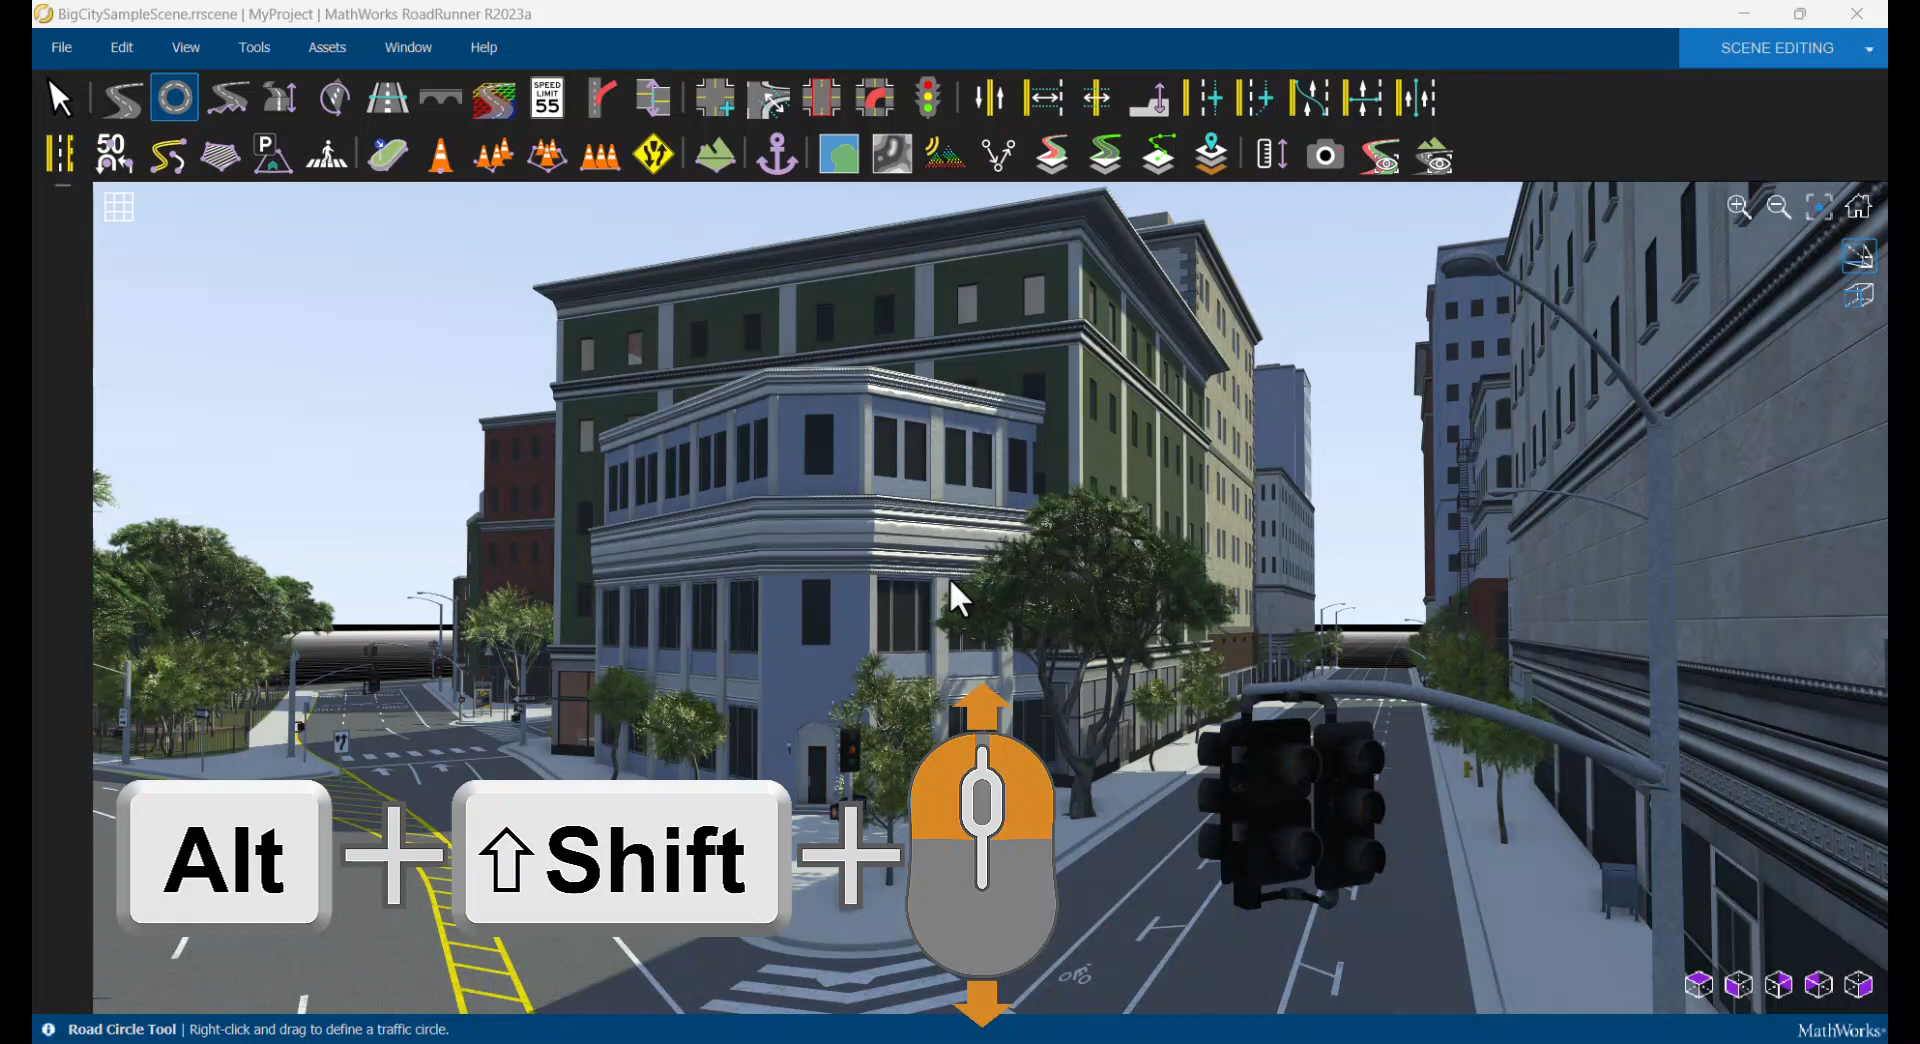 BigCitySampleScene.rrscene | MyProject | MathWorks RoadRunner R2023a
File Edit View Tools Assets Window Help SCENE EDITING
SPEED LIMIT 55
50 P
Alt + ⇧ Shift +
Road Circle Tool | Right-click and drag to define a traffic circle.
MathWorks